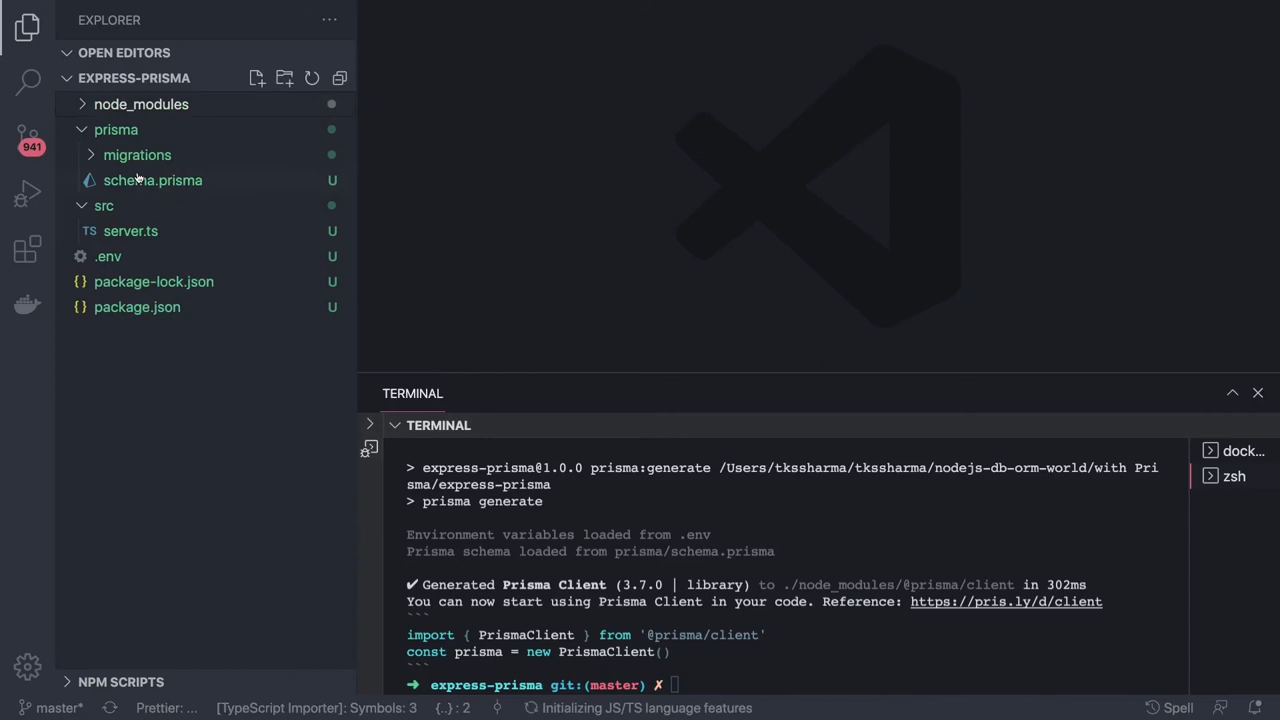 EXPLORER
OPEN EDITORS
EXPRESS-PRISMA
node_modules
prisma
migrations
schema.prisma U
src
TS server.ts U
.env U
{} package-lock.json U
{} package.json U
941
NPM SCRIPTS
TERMINAL
TERMINAL
> express-prisma@1.0.0 prisma:generate /Users/tkssharma/tkssharma/nodejs-db-orm-world/with Pri
sma/express-prisma
> prisma generate
Environment variables loaded from .env
Prisma schema loaded from prisma/schema.prisma
✔ Generated Prisma Client (3.7.0 | library) to ./node_modules/@prisma/client in 302ms
You can now start using Prisma Client in your code. Reference: https://pris.ly/d/client
```
import { PrismaClient } from '@prisma/client'
const prisma = new PrismaClient()
```
➜ express-prisma git:(master) ✗
dock...
zsh
master* Prettier: ... [TypeScript Importer]: Symbols: 3 {..} : 2 Initializing JS/TS language features Spell